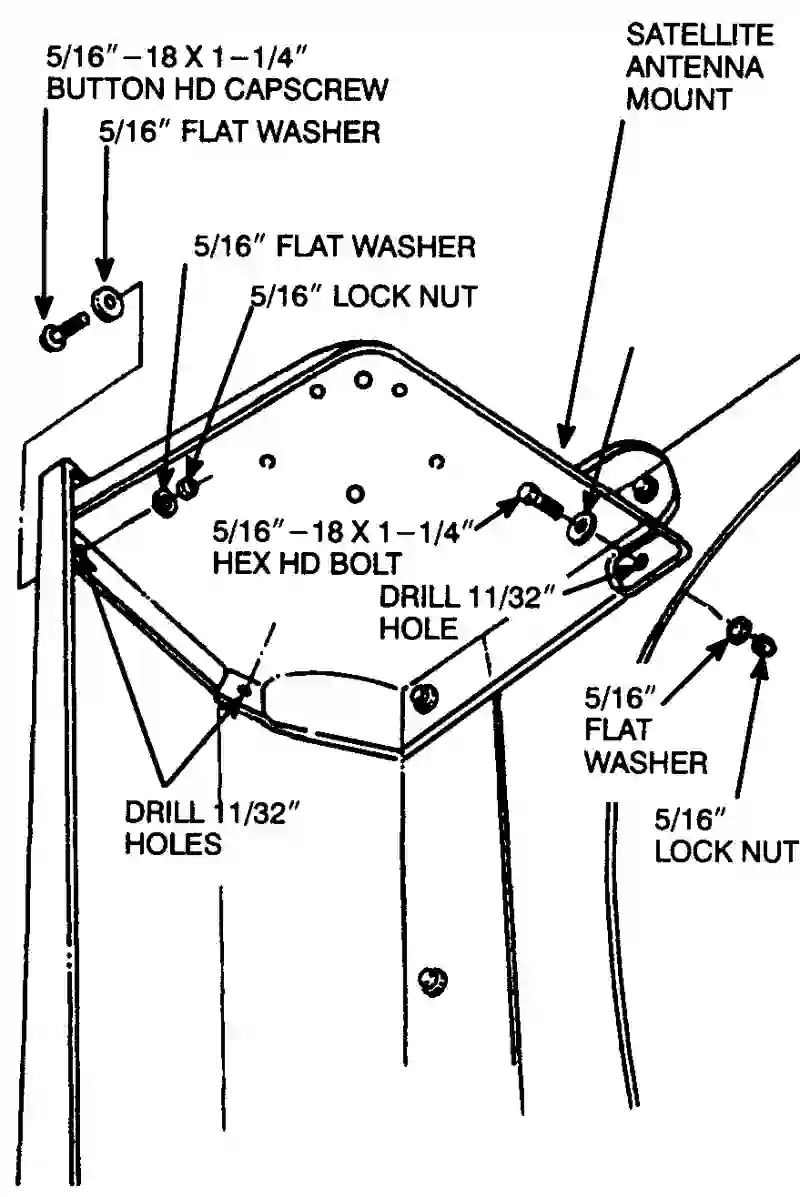 5/16"–18 X 1–1/4"
BUTTON HD CAPSCREW
5/16" FLAT WASHER
SATELLITE
ANTENNA
MOUNT
5/16" FLAT WASHER
5/16" LOCK NUT
5/16"–18 X 1–1/4"
HEX HD BOLT
DRILL 11/32"
HOLE
5/16"
FLAT
WASHER
DRILL 11/32"
HOLES
5/16"
LOCK NUT